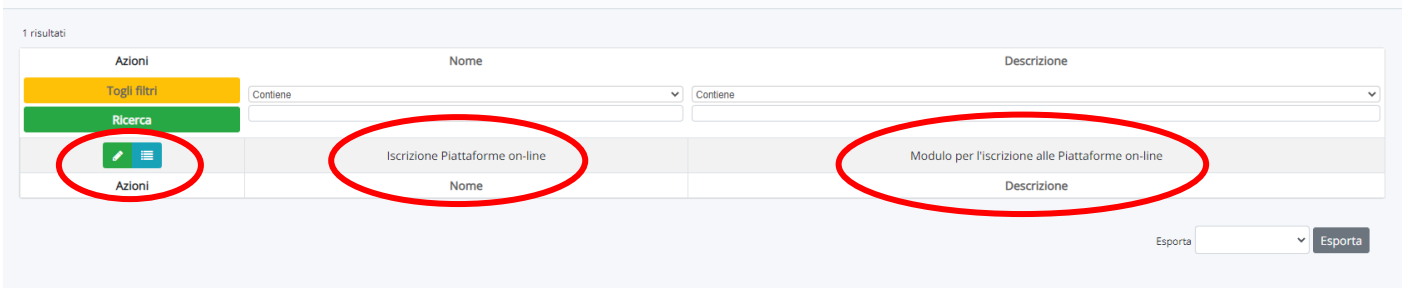 1 risultati
Azioni Nome Descrizione
Togli filtri
Contiene Contiene
Ricerca
Iscrizione Piattaforme on-line Modulo per l'iscrizione alle Piattaforme on-line
Azioni Nome Descrizione
Esporta Esporta